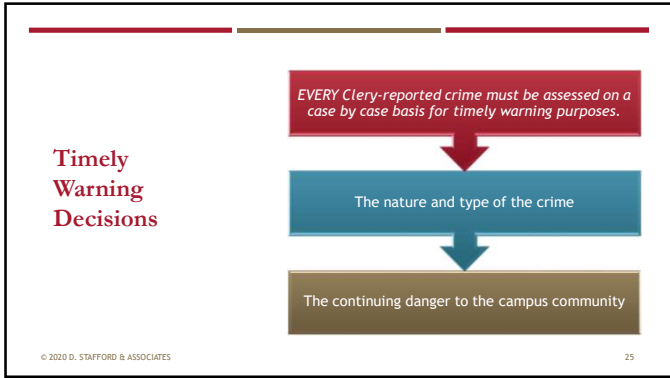 Timely
Warning
Decisions
EVERY Clery-reported crime must be assessed on a
case by case basis for timely warning purposes.
The nature and type of the crime
The continuing danger to the campus community
© 2020 D. STAFFORD & ASSOCIATES
25